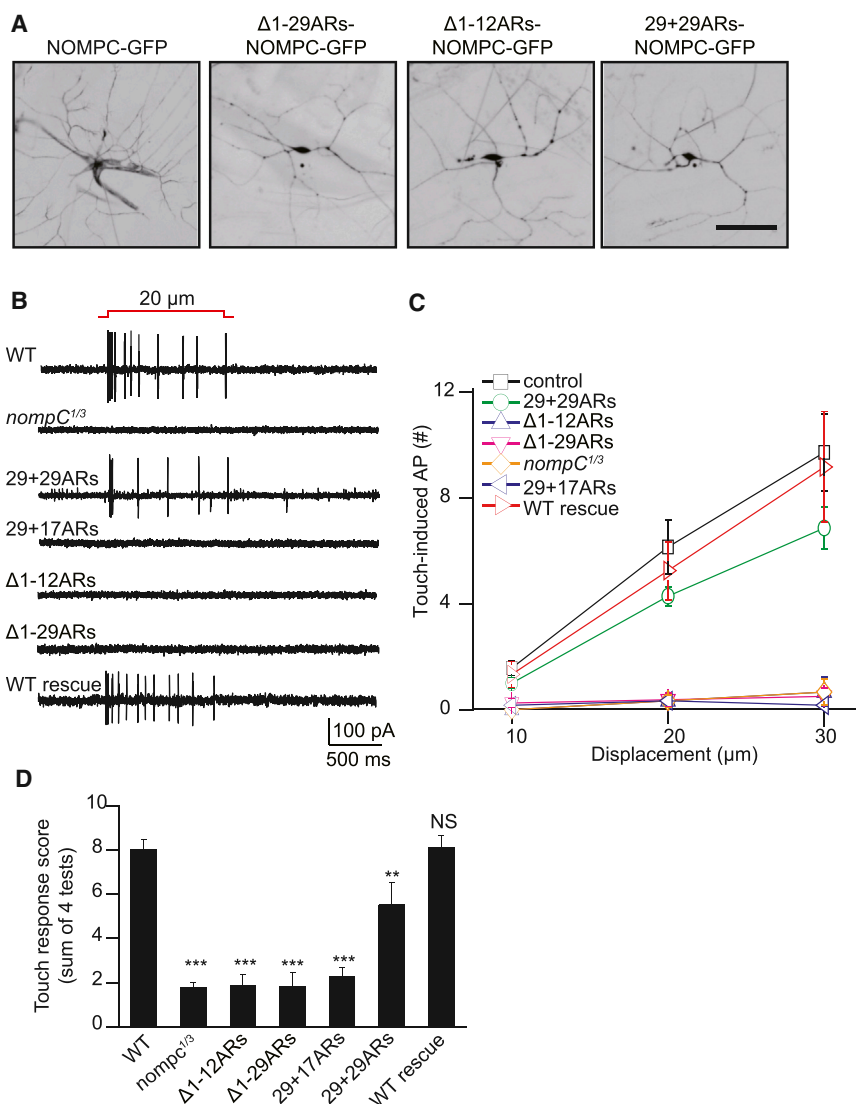 A
NOMPC-GFP
Δ1-29ARs-
NOMPC-GFP
Δ1-12ARs-
NOMPC-GFP
29+29ARs-
NOMPC-GFP
B
20 µm
WT
nompC1/3
29+29ARs
29+17ARs
Δ1-12ARs
Δ1-29ARs
WT rescue
100 pA
500 ms
C
Touch-induced AP (#)
12
8
4
0
control
29+29ARs
Δ1-12ARs
Δ1-29ARs
nompC1/3
29+17ARs
WT rescue
10
20
30
Displacement (µm)
D
Touch response score
(sum of 4 tests)
10
8
6
4
2
0
***
***
***
***
**
NS
WT
nompc1/3
Δ1-12ARs
Δ1-29ARs
29+17ARs
29+29ARs
WT rescue